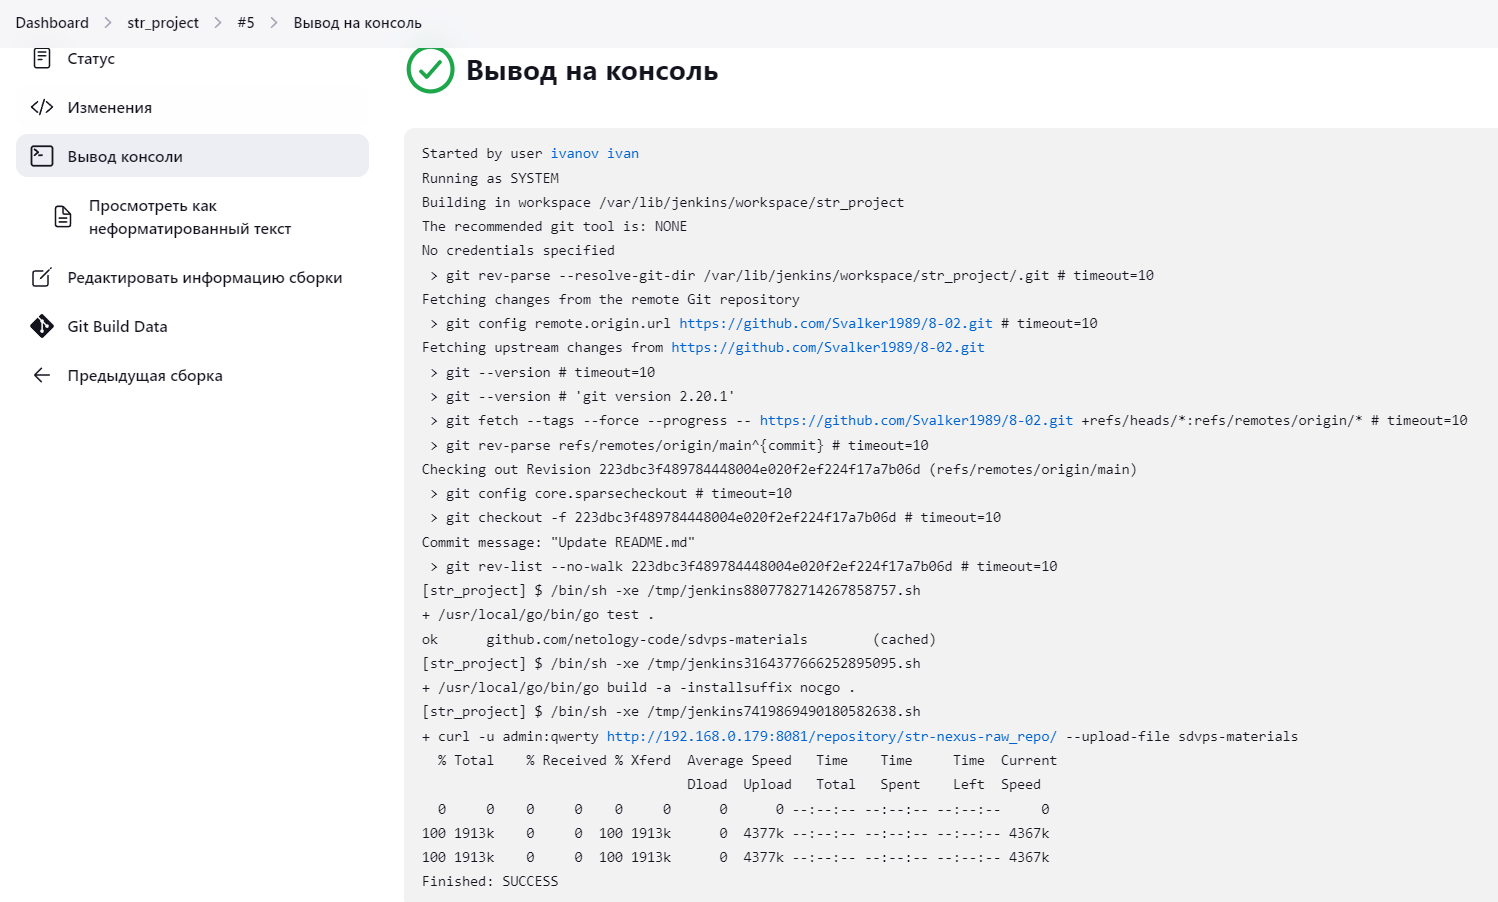 Dashboard > str_project > #5 > Вывод на консоль
Статус
Изменения
Вывод консоли
Просмотреть как
неформатированный текст
Редактировать информацию сборки
Git Build Data
Предыдущая сборка
Вывод на консоль
Started by user ivanov ivan
Running as SYSTEM
Building in workspace /var/lib/jenkins/workspace/str_project
The recommended git tool is: NONE
No credentials specified
 > git rev-parse --resolve-git-dir /var/lib/jenkins/workspace/str_project/.git # timeout=10
Fetching changes from the remote Git repository
 > git config remote.origin.url https://github.com/Svalker1989/8-02.git # timeout=10
Fetching upstream changes from https://github.com/Svalker1989/8-02.git
 > git --version # timeout=10
 > git --version # 'git version 2.20.1'
 > git fetch --tags --force --progress -- https://github.com/Svalker1989/8-02.git +refs/heads/*:refs/remotes/origin/* # timeout=10
 > git rev-parse refs/remotes/origin/main^{commit} # timeout=10
Checking out Revision 223dbc3f489784448004e020f2ef224f17a7b06d (refs/remotes/origin/main)
 > git config core.sparsecheckout # timeout=10
 > git checkout -f 223dbc3f489784448004e020f2ef224f17a7b06d # timeout=10
Commit message: "Update README.md"
 > git rev-list --no-walk 223dbc3f489784448004e020f2ef224f17a7b06d # timeout=10
[str_project] $ /bin/sh -xe /tmp/jenkins8807782714267858757.sh
+ /usr/local/go/bin/go test .
ok      github.com/netology-code/sdvps-materials        (cached)
[str_project] $ /bin/sh -xe /tmp/jenkins3164377666252895095.sh
+ /usr/local/go/bin/go build -a -installsuffix nocgo .
[str_project] $ /bin/sh -xe /tmp/jenkins7419869490180582638.sh
+ curl -u admin:qwerty http://192.168.0.179:8081/repository/str-nexus-raw_repo/ --upload-file sdvps-materials
  % Total    % Received % Xferd  Average Speed   Time    Time     Time  Current
                                 Dload  Upload   Total   Spent    Left  Speed
  0     0    0     0    0     0      0      0 --:--:-- --:--:-- --:--:--     0
100 1913k    0     0  100 1913k      0  4377k --:--:-- --:--:-- --:--:-- 4367k
100 1913k    0     0  100 1913k      0  4377k --:--:-- --:--:-- --:--:-- 4367k
Finished: SUCCESS